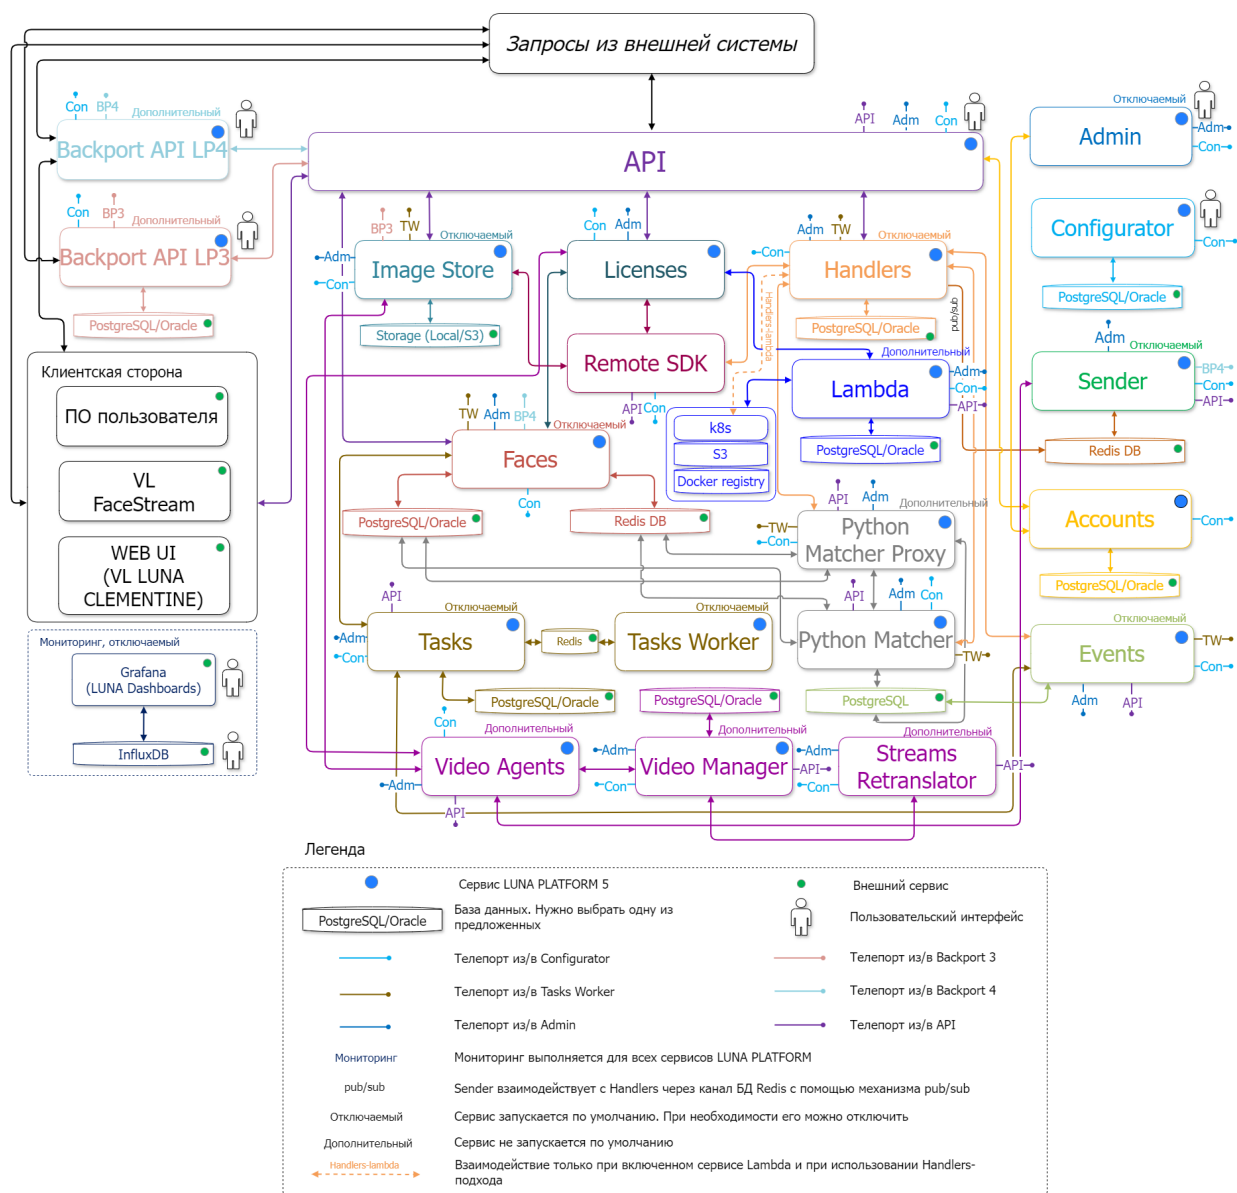 Запросы из внешней системы
Con
BP4
Дополнительный
Backport API LP4
Con
BP3
Дополнительный
Backport API LP3
PostgreSQL/Oracle
Клиентская сторона
ПО пользователя
VL
FaceStream
WEB UI
(VL LUNA
CLEMENTINE)
Мониторинг, отключаемый
Grafana
(LUNA Dashboards)
InfluxDB
API
Adm
Con
API
Отключаемый
Admin
Adm
Con
Configurator
Con
PostgreSQL/Oracle
BP3
TW
Отключаемый
Adm
Con
Image Store
Storage (Local/S3)
Con
Adm
Licenses
Remote SDK
API
Con
Adm
TW
Отключаемый
Con
Handlers
PostgreSQL/Oracle
Handlers-lambda
pub/sub
Дополнительный
Lambda
Adm
Con
API
PostgreSQL/Oracle
k8s
S3
Docker registry
Adm
Отключаемый
Sender
BP4
Con
API
Redis DB
TW
Adm
BP4
Отключаемый
Faces
Con
PostgreSQL/Oracle
Redis DB
API
Adm
Дополнительный
TW
Con
Python
Matcher Proxy
Accounts
Con
PostgreSQL/Oracle
API
Отключаемый
Adm
Con
Tasks
Redis
Отключаемый
Tasks Worker
PostgreSQL/Oracle
API
Adm
Con
Python Matcher
TW
PostgreSQL
Отключаемый
Events
TW
Con
Adm
API
Con
Дополнительный
Video Agents
Adm
API
PostgreSQL/Oracle
Дополнительный
Adm
Con
Video Manager
API
Дополнительный
Adm
Con
Streams
Retranslator
API
Легенда
Сервис LUNA PLATFORM 5
Внешний сервис
PostgreSQL/Oracle
База данных. Нужно выбрать одну из
предложенных
Пользовательский интерфейс
Телепорт из/в Configurator
Телепорт из/в Backport 3
Телепорт из/в Tasks Worker
Телепорт из/в Backport 4
Телепорт из/в Admin
Телепорт из/в API
Мониторинг
Мониторинг выполняется для всех сервисов LUNA PLATFORM
pub/sub
Sender взаимодействует с Handlers через канал БД Redis с помощью механизма pub/sub
Отключаемый
Сервис запускается по умолчанию. При необходимости его можно отключить
Дополнительный
Сервис не запускается по умолчанию
Handlers-lambda
Взаимодействие только при включенном сервисе Lambda и при использовании Handlers-
подхода